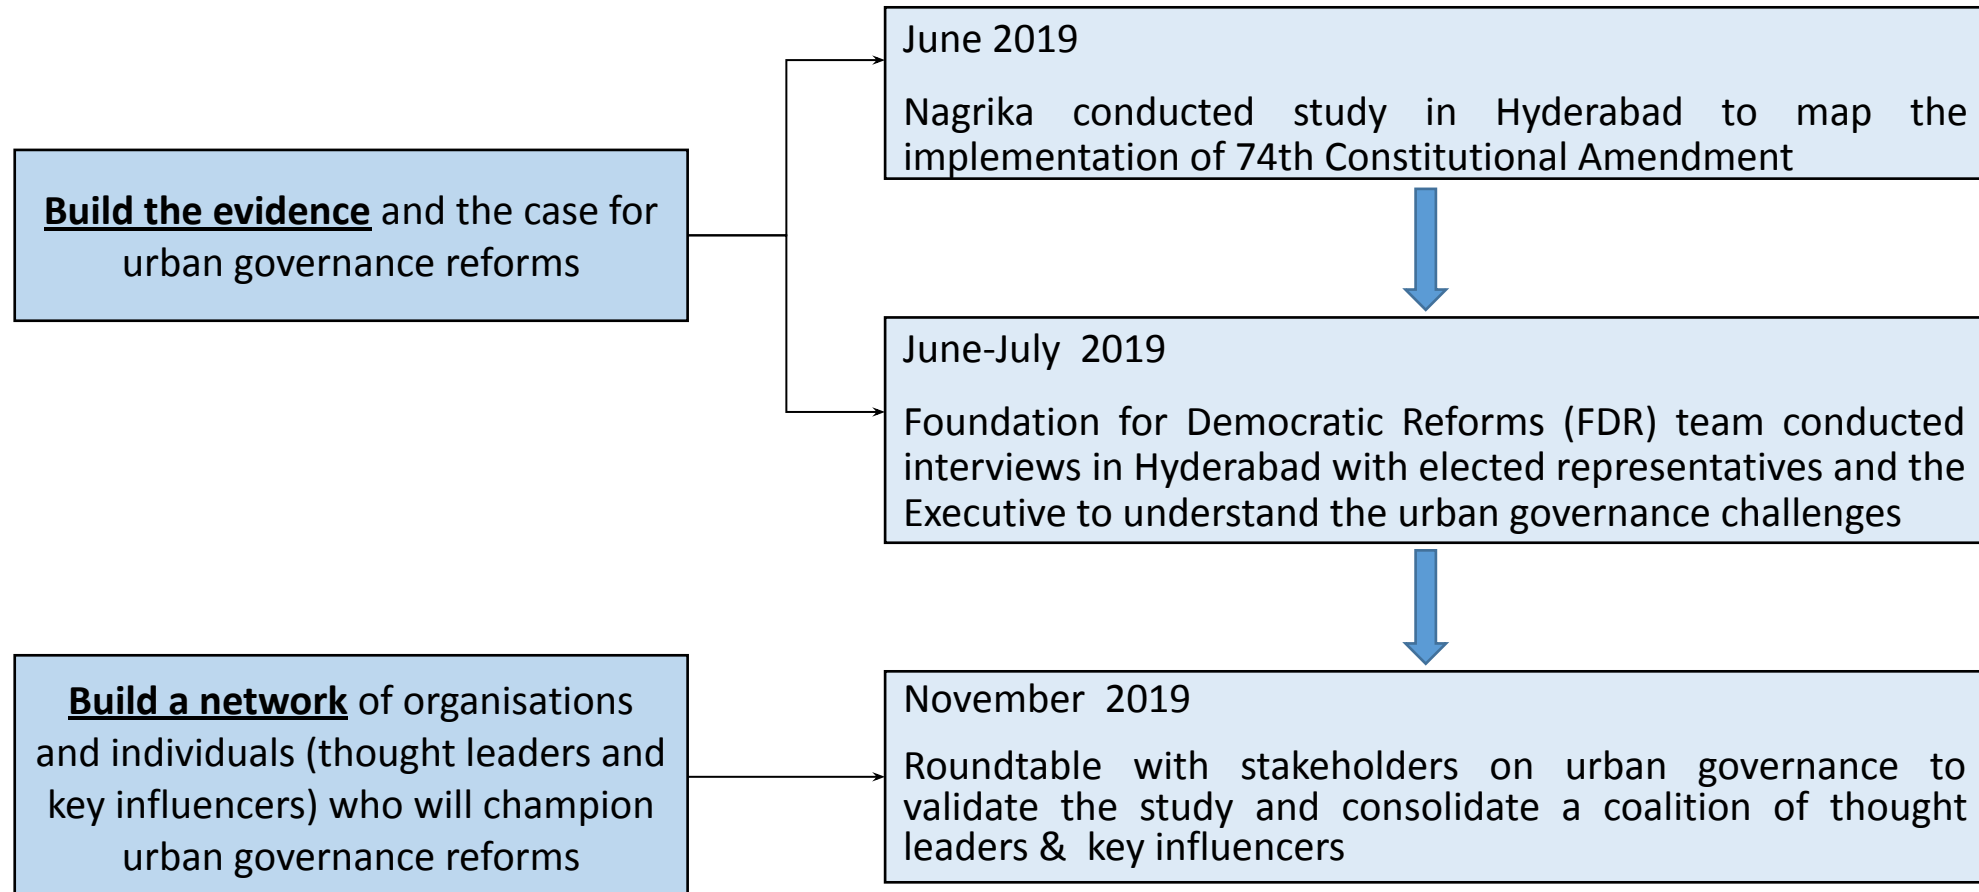 June 2019
Nagrika conducted study in Hyderabad to map the
implementation of 74th Constitutional Amendment
Build the evidence and the case for
urban governance reforms
June-July 2019
Foundation for Democratic Reforms (FDR) team conducted
interviews in Hyderabad with elected representatives and the
Executive to understand the urban governance challenges
Build a network of organisations
and individuals (thought leaders and
key influencers) who will champion
urban governance reforms
November 2019
Roundtable with stakeholders on urban governance to
validate the study and consolidate a coalition of thought
leaders & key influencers